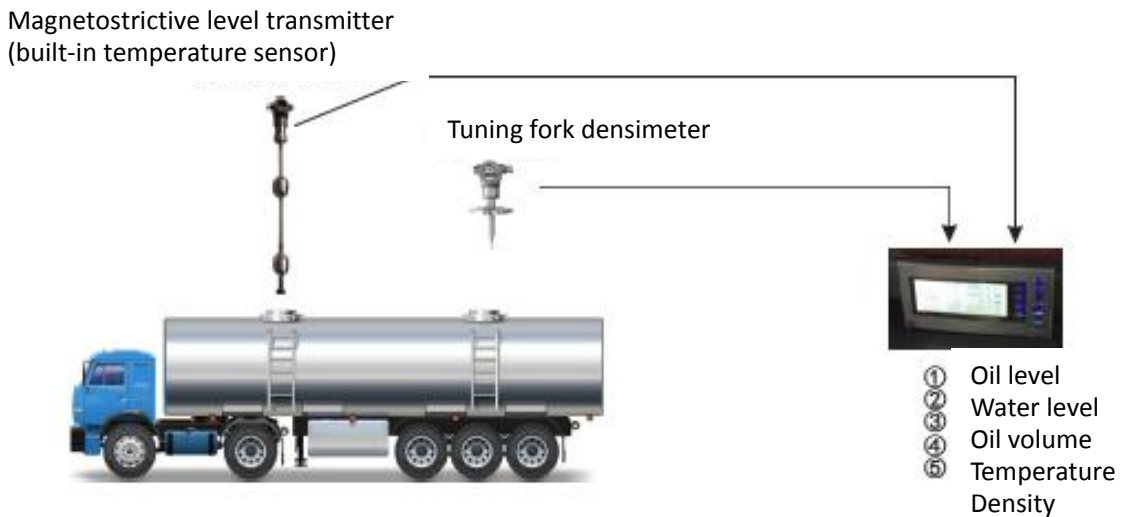 Magnetostrictive level transmitter
(built-in temperature sensor)
Tuning fork densimeter
① Oil level
② Water level
③ Oil volume
④ Temperature
⑤ Density